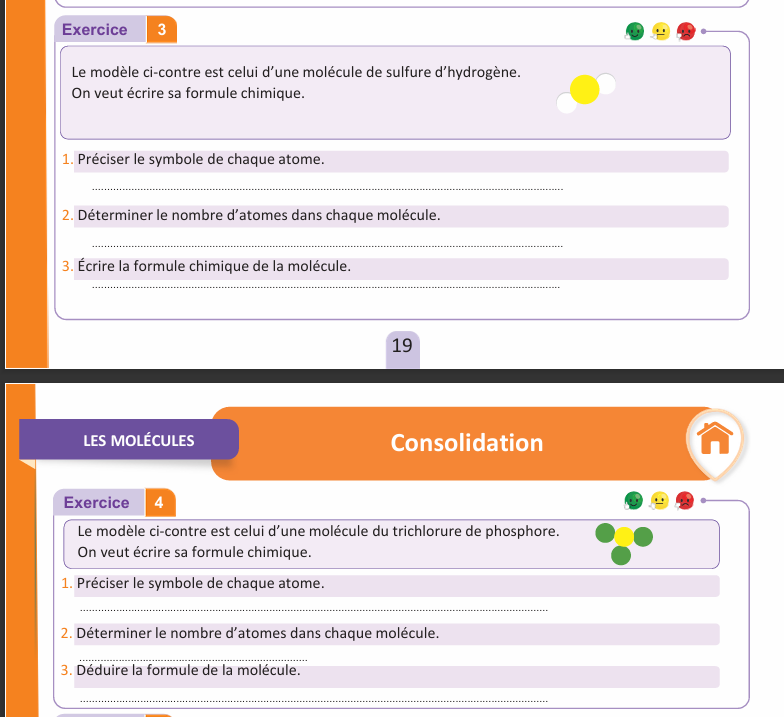 Exercice 3
Le modèle ci-contre est celui d’une molécule de sulfure d’hydrogène.
On veut écrire sa formule chimique.
1. Préciser le symbole de chaque atome.
2. Déterminer le nombre d’atomes dans chaque molécule.
3. Écrire la formule chimique de la molécule.
19
LES MOLÉCULES
Consolidation
Exercice 4
Le modèle ci-contre est celui d’une molécule du trichlorure de phosphore.
On veut écrire sa formule chimique.
1. Préciser le symbole de chaque atome.
2. Déterminer le nombre d’atomes dans chaque molécule.
3. Déduire la formule de la molécule.